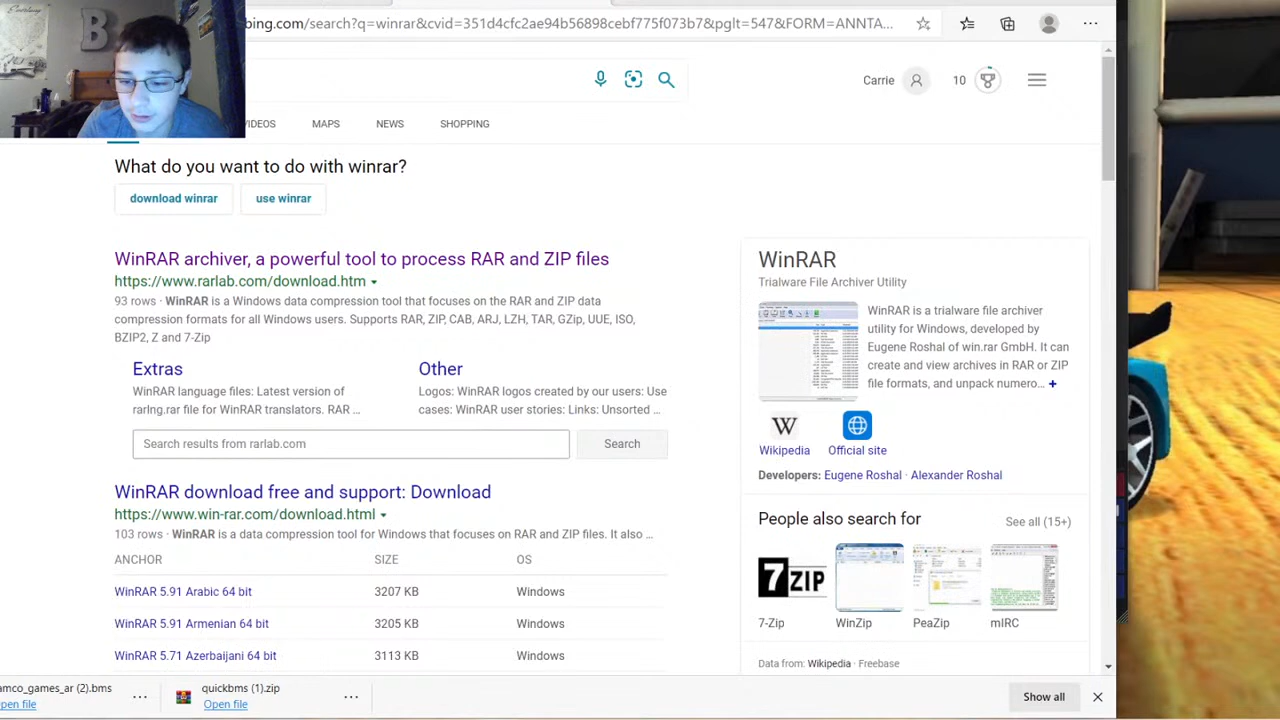 bing.com/search?q=winrar&cvid=351d4cfc2ae94b56898cebf775f073b7&pglt=547&FORM=ANNTA...
Carrie
10
VIDEOS
MAPS
NEWS
SHOPPING
What do you want to do with winrar?
download winrar
use winrar
WinRAR archiver, a powerful tool to process RAR and ZIP files
https://www.rarlab.com/download.htm
93 rows · WinRAR is a Windows data compression tool that focuses on the RAR and ZIP data
compression formats for all Windows users. Supports RAR, ZIP, CAB, ARJ, LZH, TAR, GZip, UUE, ISO,
BZIP2, Z and 7-Zip
Extras
WinRAR language files: Latest version of
rarlng.rar file for WinRAR translators. RAR ...
Other
Logos: WinRAR logos created by our users: Use
cases: WinRAR user stories: Links: Unsorted ...
Search results from rarlab.com
Search
WinRAR download free and support: Download
https://www.win-rar.com/download.html
103 rows · WinRAR is a data compression tool for Windows that focuses on RAR and ZIP files. It also ...
ANCHOR SIZE OS
WinRAR 5.91 Arabic 64 bit 3207 KB Windows
WinRAR 5.91 Armenian 64 bit 3205 KB Windows
WinRAR 5.71 Azerbaijani 64 bit 3113 KB Windows
WinRAR
Trialware File Archiver Utility
WinRAR is a trialware file archiver
utility for Windows, developed by
Eugene Roshal of win.rar GmbH. It can
create and view archives in RAR or ZIP
file formats, and unpack numero... +
W
Wikipedia
Official site
Developers: Eugene Roshal · Alexander Roshal
People also search for
See all (15+)
7 ZIP
7-Zip
WinZip
PeaZip
mIRC
Data from: Wikipedia · Freebase
amco_games_ar (2).bms
pen file
quickbms (1).zip
Open file
Show all